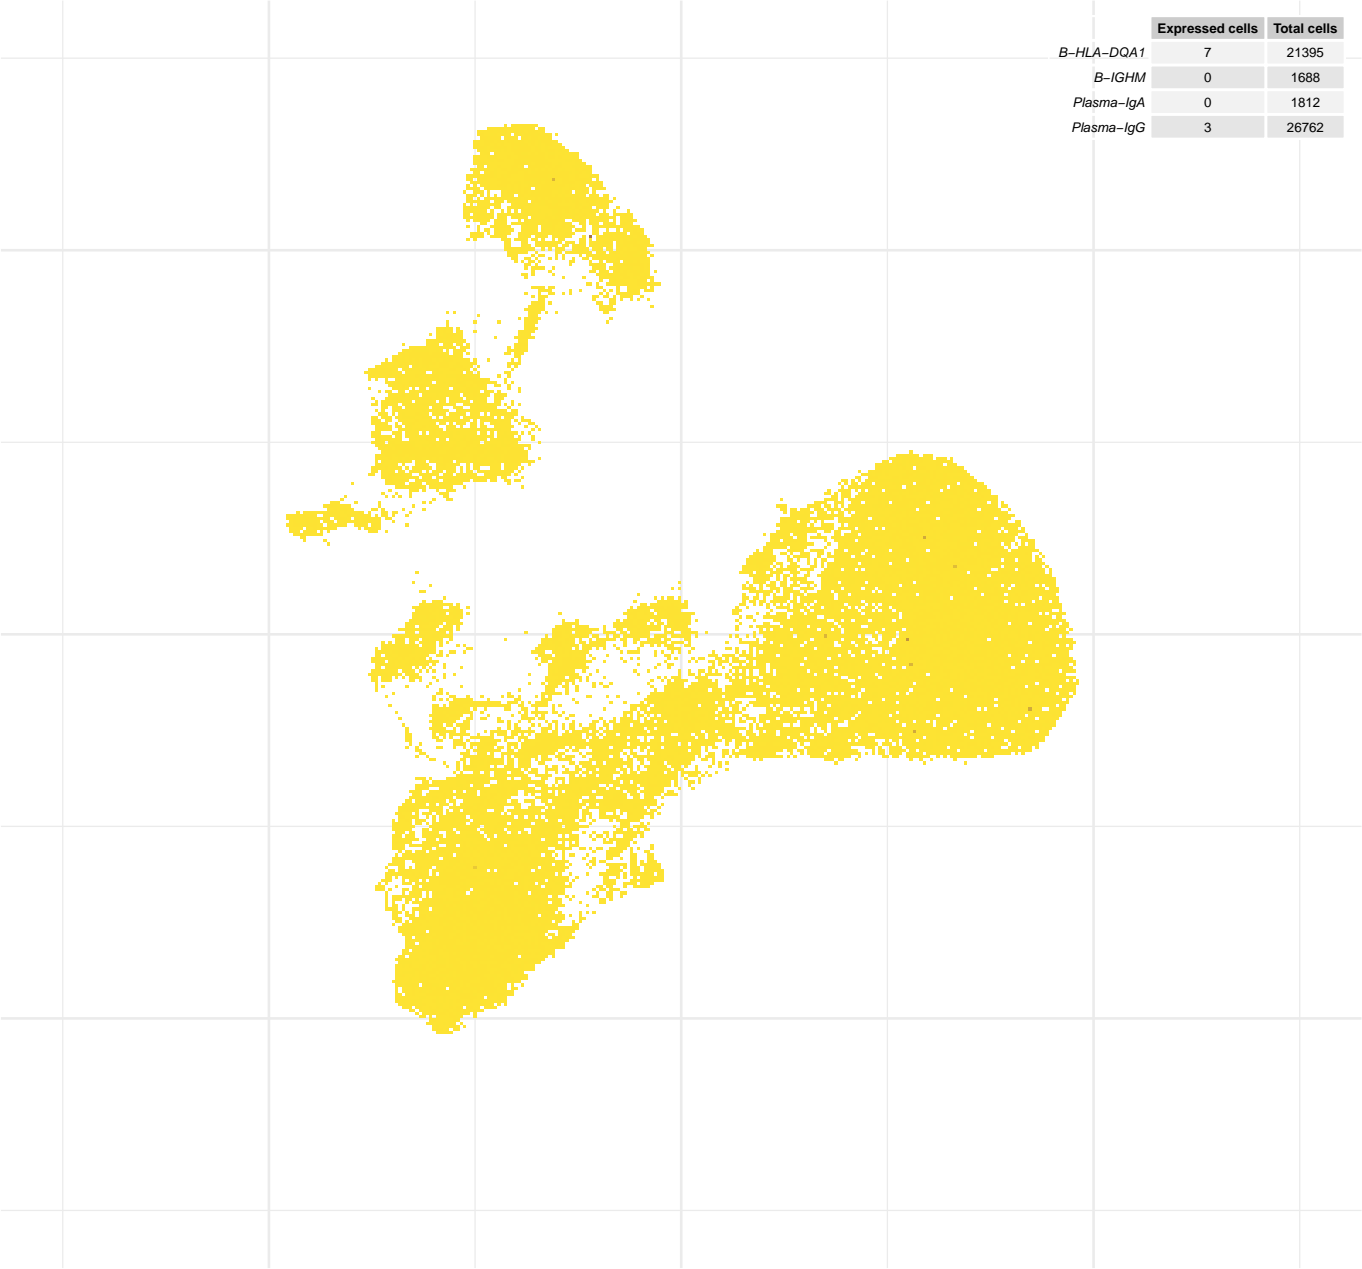 Expressed cells Total cells
B−HLA−DQA1 7 21395
B−IGHM 0 1688
Plasma−IgA 0 1812
Plasma−IgG 3 26762